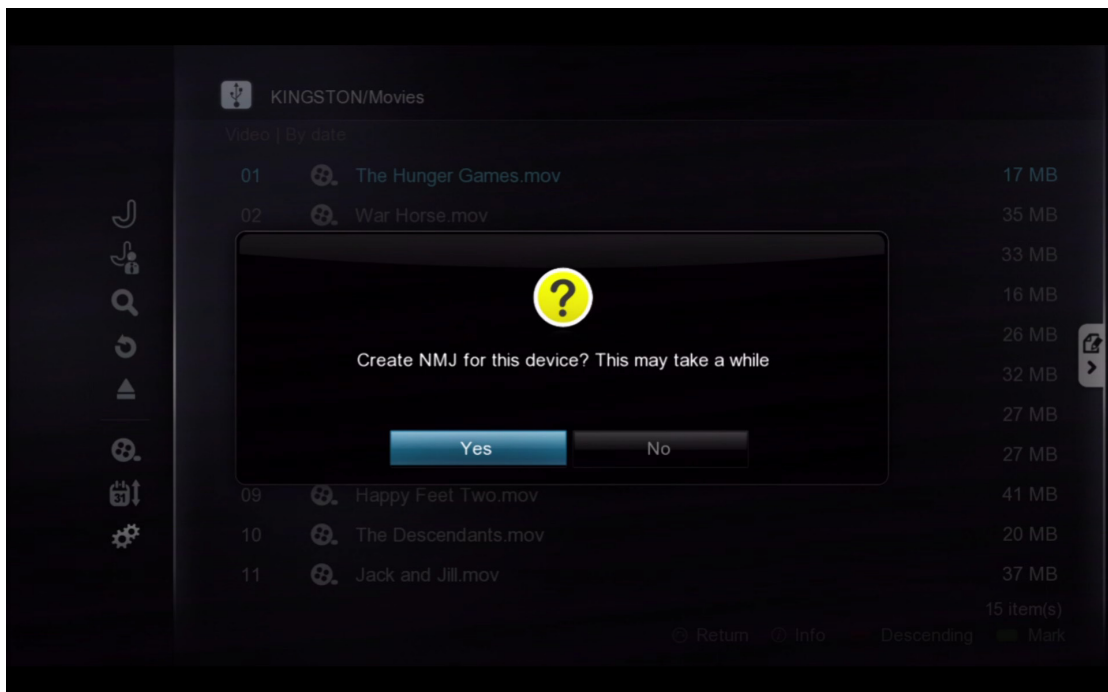 KINGSTON/Movies
Video | By date
01 The Hunger Games.mov 17 MB
02 War Horse.mov 35 MB
33 MB
16 MB
26 MB
32 MB
27 MB
27 MB
Create NMJ for this device? This may take a while
Yes No
09 Happy Feet Two.mov 41 MB
10 The Descendants.mov 20 MB
11 Jack and Jill.mov 37 MB
15 item(s)
Return Info Descending Mark
31